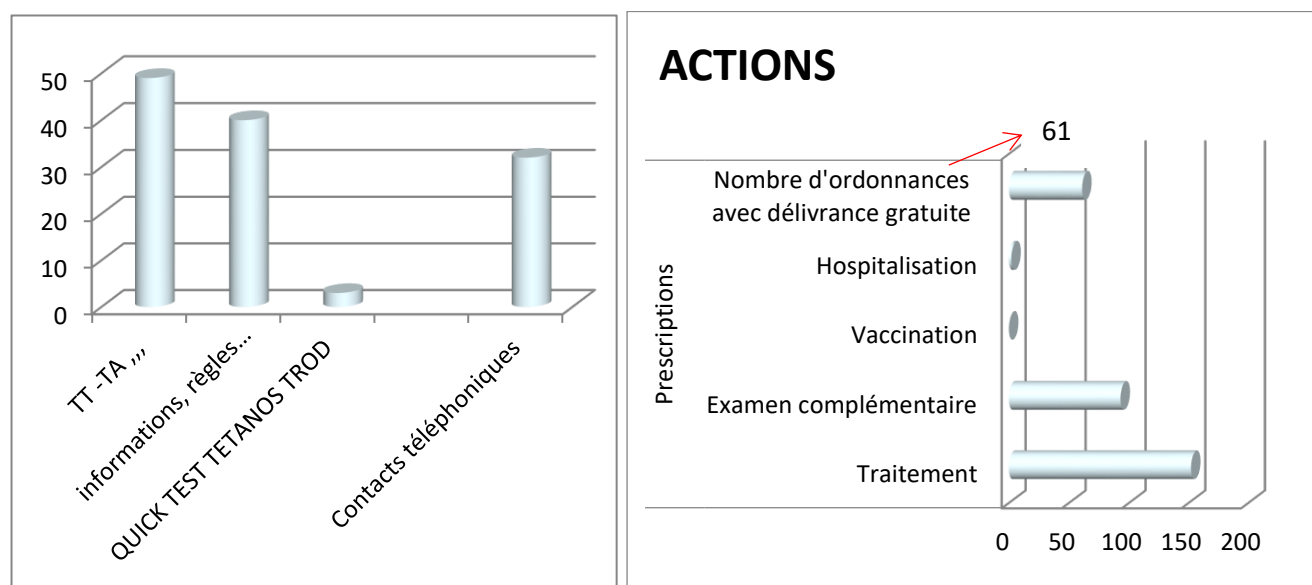 50
40
30
20
10
0
TT -TA ,,,
informations, règles...
QUICK TEST TETANOS TROD
Contacts téléphoniques
ACTIONS
61
Prescriptions
Nombre d'ordonnances
avec délivrance gratuite
Hospitalisation
Vaccination
Examen complémentaire
Traitement
0 50 100 150 200